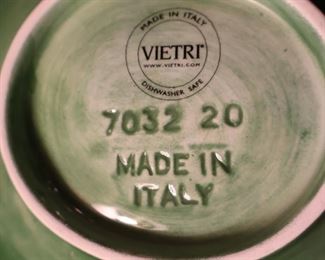 MADE IN ITALY
VIETRI®
WWW.VIETRI.COM
DISHWASHER SAFE
7032 20
MADE IN
ITALY